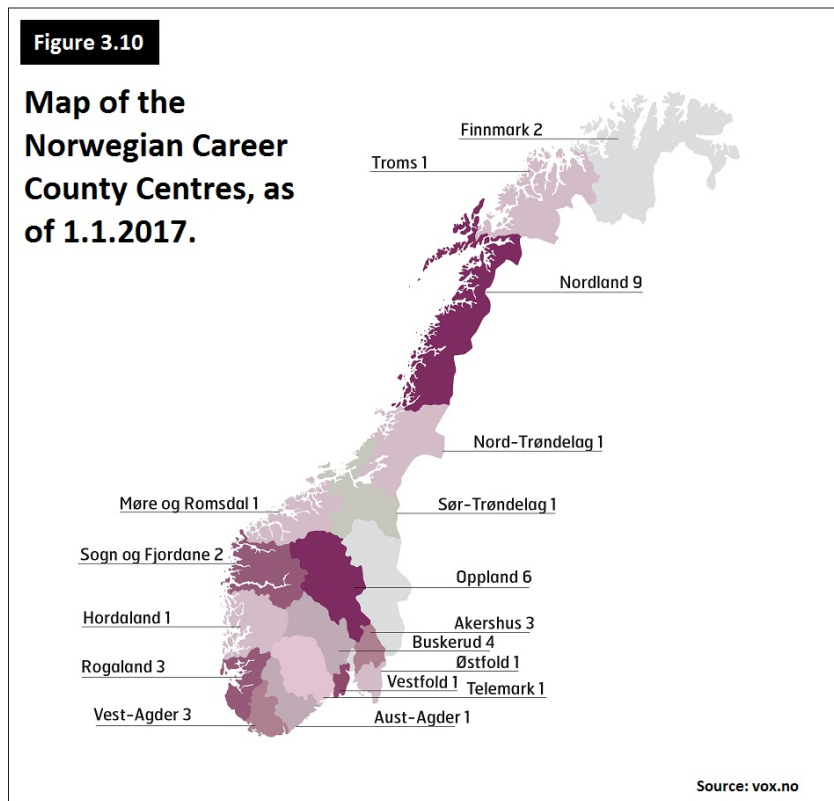 Figure 3.10
Map of the
Norwegian Career
County Centres, as
of 1.1.2017.
Finnmark 2
Troms 1
Nordland 9
Nord-Trøndelag 1
Møre og Romsdal 1
Sør-Trøndelag 1
Sogn og Fjordane 2
Oppland 6
Hordaland 1
Akershus 3
Buskerud 4
Østfold 1
Rogaland 3
Vestfold 1
Telemark 1
Vest-Agder 3
Aust-Agder 1
Source: vox.no